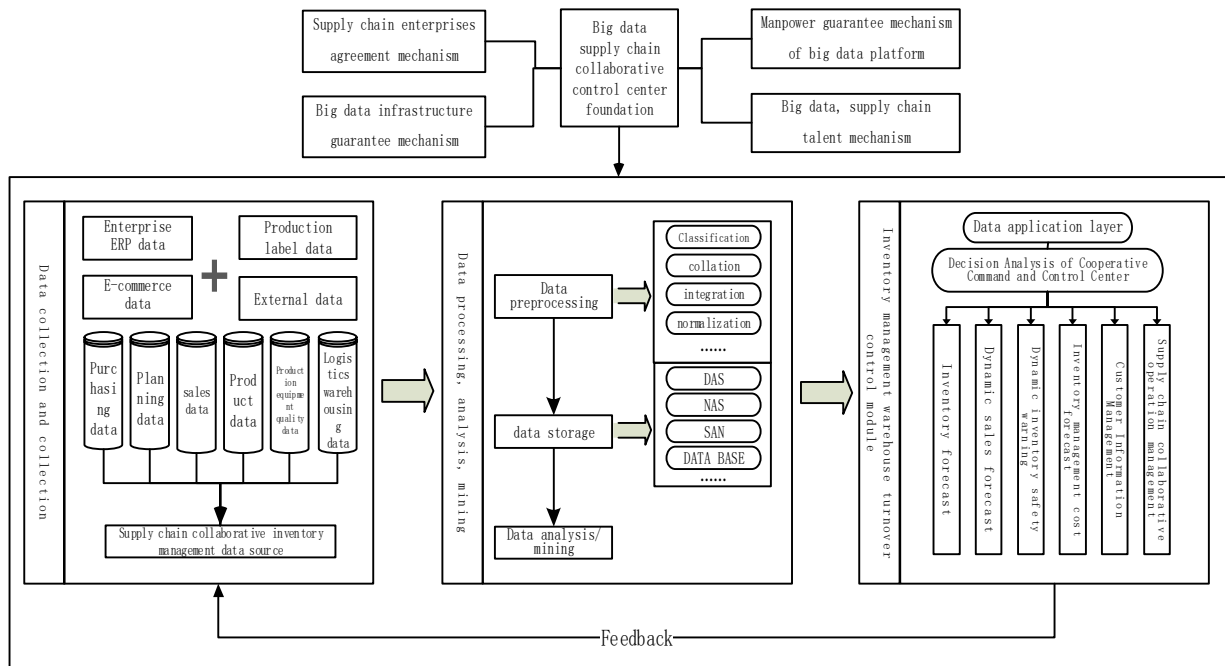 Supply chain enterprises
agreement mechanism
Big data infrastructure
guarantee mechanism
Big data
supply chain
collaborative
control center
foundation
Manpower guarantee mechanism
of big data platform
Big data, supply chain
talent mechanism
Data collection and collection
Enterprise
ERP data
Production
label data
E-commerce
data
External data
Purc
hasing
data
Plan
ning
data
sales
data
Prod
uct
data
Product
ion
equipm
ent
quality
data
Logis
tics
wareh
ousin
g
data
Supply chain collaborative inventory
management data source
Data processing, analysis, mining
Data
preprocessing
data storage
Data analysis/
mining
Classification
collation
integration
normalization
......
DAS
NAS
SAN
DATA BASE
......
Inventory management warehouse turnover
control module
Data application layer
Decision Analysis of Cooperative
Command and Control Center
Inventory forecast
Dynamic sales forecast
Dynamic inventory safety
warning
Inventory management cost
forecast
Customer Information
Management
Supply chain collaborative
operation management
Feedback